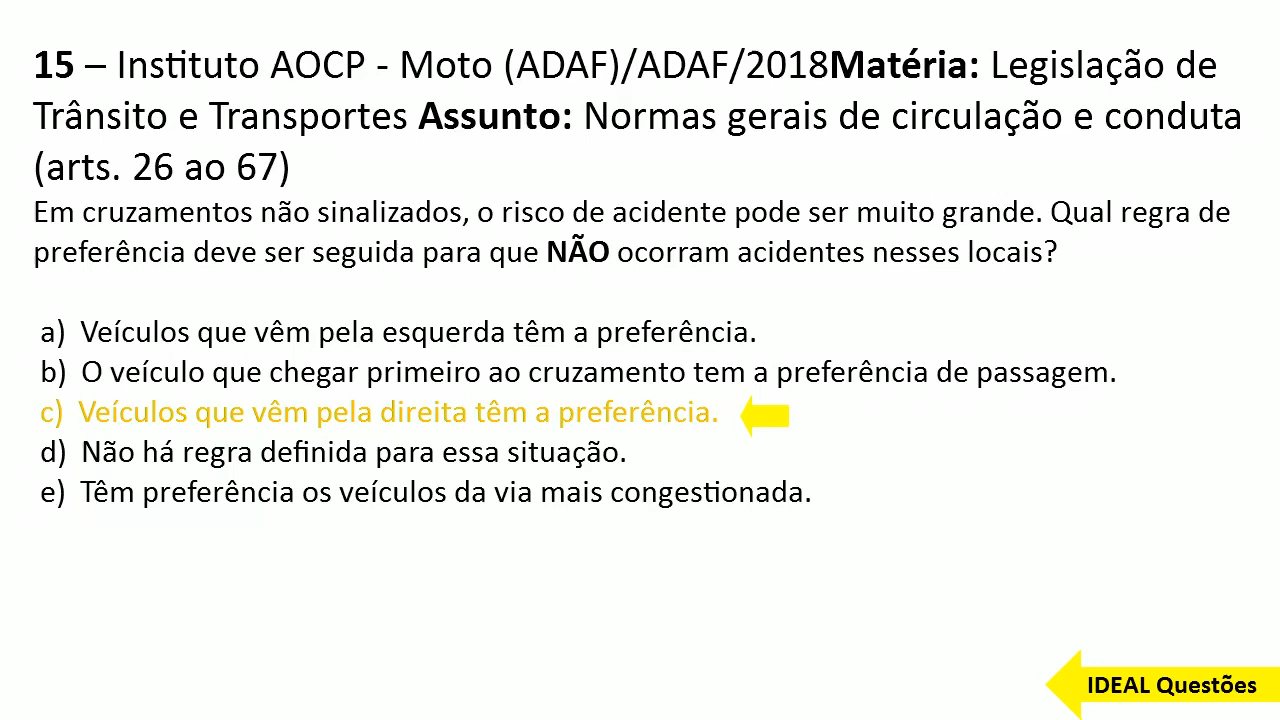 15 – Instituto AOCP - Moto (ADAF)/ADAF/2018Matéria: Legislação de
Trânsito e Transportes Assunto: Normas gerais de circulação e conduta
(arts. 26 ao 67)
Em cruzamentos não sinalizados, o risco de acidente pode ser muito grande. Qual regra de
preferência deve ser seguida para que NÃO ocorram acidentes nesses locais?
a) Veículos que vêm pela esquerda têm a preferência.
b) O veículo que chegar primeiro ao cruzamento tem a preferência de passagem.
c) Veículos que vêm pela direita têm a preferência.
d) Não há regra definida para essa situação.
e) Têm preferência os veículos da via mais congestionada.
IDEAL Questões